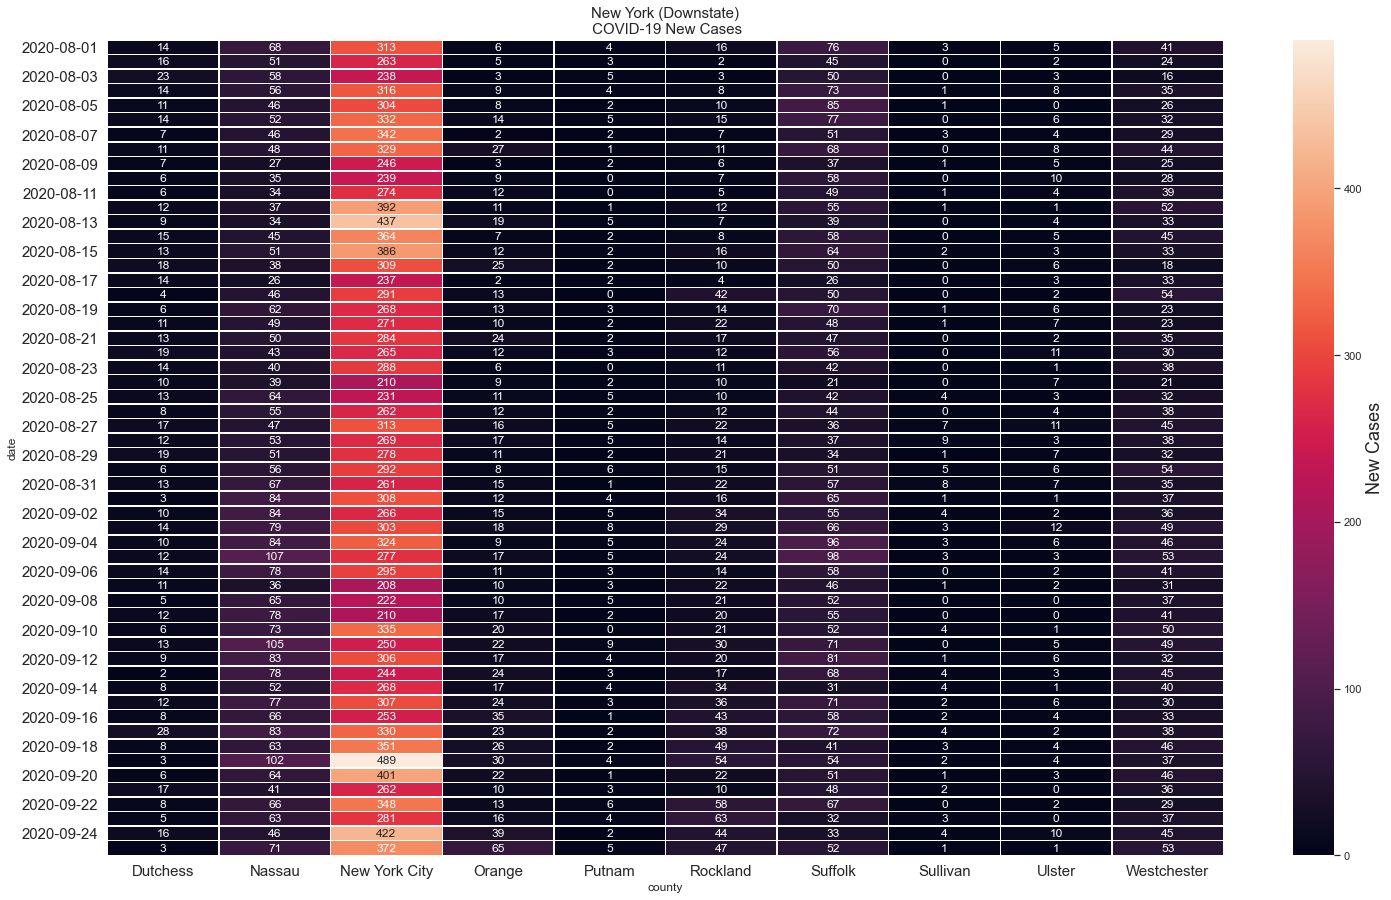 New York (Downstate)
COVID-19 New Cases
2020-08-01 14 68 313 6 4 16 76 3 5 41
16 51 263 5 3 2 45 0 2 24
2020-08-03 23 58 238 3 5 3 50 0 3 16
14 56 316 9 4 8 73 1 8 35
2020-08-05 11 46 304 8 2 10 85 1 0 26
14 52 332 14 5 15 77 0 6 32
2020-08-07 7 46 342 2 2 7 51 3 4 29
11 48 329 27 1 11 68 0 8 44
2020-08-09 7 27 246 3 2 6 37 1 5 25
6 35 239 9 0 7 58 0 10 28
2020-08-11 6 34 274 12 0 5 49 1 4 39
12 37 392 11 1 12 55 1 1 52
2020-08-13 9 34 437 19 5 7 39 0 4 33
15 45 364 7 2 8 58 0 5 45
2020-08-15 13 51 386 12 2 16 64 2 3 33
18 38 309 25 2 10 50 0 6 18
2020-08-17 14 26 237 2 2 4 26 0 3 33
4 46 291 13 0 42 50 0 2 54
2020-08-19 6 62 268 13 3 14 70 1 6 23
11 49 271 10 2 22 48 1 7 23
2020-08-21 13 50 284 24 2 17 47 0 2 35
19 43 265 12 3 12 56 0 11 30
2020-08-23 14 40 288 6 0 11 42 0 1 38
10 39 210 9 2 10 21 0 7 21
2020-08-25 13 64 231 11 5 10 42 4 3 32
8 55 262 12 2 12 44 0 4 38
2020-08-27 17 47 313 16 5 22 36 7 11 45
12 53 269 17 5 14 37 9 3 38
2020-08-29 19 51 278 11 2 21 34 1 7 32
6 56 292 8 6 15 51 5 6 54
2020-08-31 13 67 261 15 1 22 57 8 7 35
3 84 308 12 4 16 65 1 1 37
2020-09-02 10 84 266 15 5 34 55 4 2 36
14 79 303 18 8 29 66 3 12 49
2020-09-04 10 84 324 9 5 24 96 3 6 46
12 107 277 17 5 24 98 3 3 53
2020-09-06 14 78 295 11 3 14 58 0 2 41
11 36 208 10 3 22 46 1 2 31
2020-09-08 5 65 222 10 5 21 52 0 0 37
12 78 210 17 2 20 55 0 0 41
2020-09-10 6 73 335 20 0 21 52 4 1 50
13 105 250 22 9 30 71 0 5 49
2020-09-12 9 83 306 17 4 20 81 1 6 32
2 78 244 24 3 17 68 4 3 45
2020-09-14 8 52 268 17 4 34 31 4 1 40
12 77 307 24 3 36 71 2 6 30
2020-09-16 8 66 253 35 1 43 58 2 4 33
28 83 330 23 2 38 72 4 2 38
2020-09-18 8 63 351 26 2 49 41 3 4 46
3 102 489 30 4 54 54 2 4 37
2020-09-20 6 64 401 22 1 22 51 1 3 46
17 41 262 10 3 10 48 2 0 36
2020-09-22 8 66 348 13 6 58 67 0 2 29
5 63 281 16 4 63 32 3 0 37
2020-09-24 16 46 422 39 2 44 33 4 10 45
3 71 372 65 5 47 52 1 1 53
Dutchess Nassau New York City Orange Putnam Rockland Suffolk Sullivan Ulster Westchester
county
date
400
300
200
100
0
New Cases